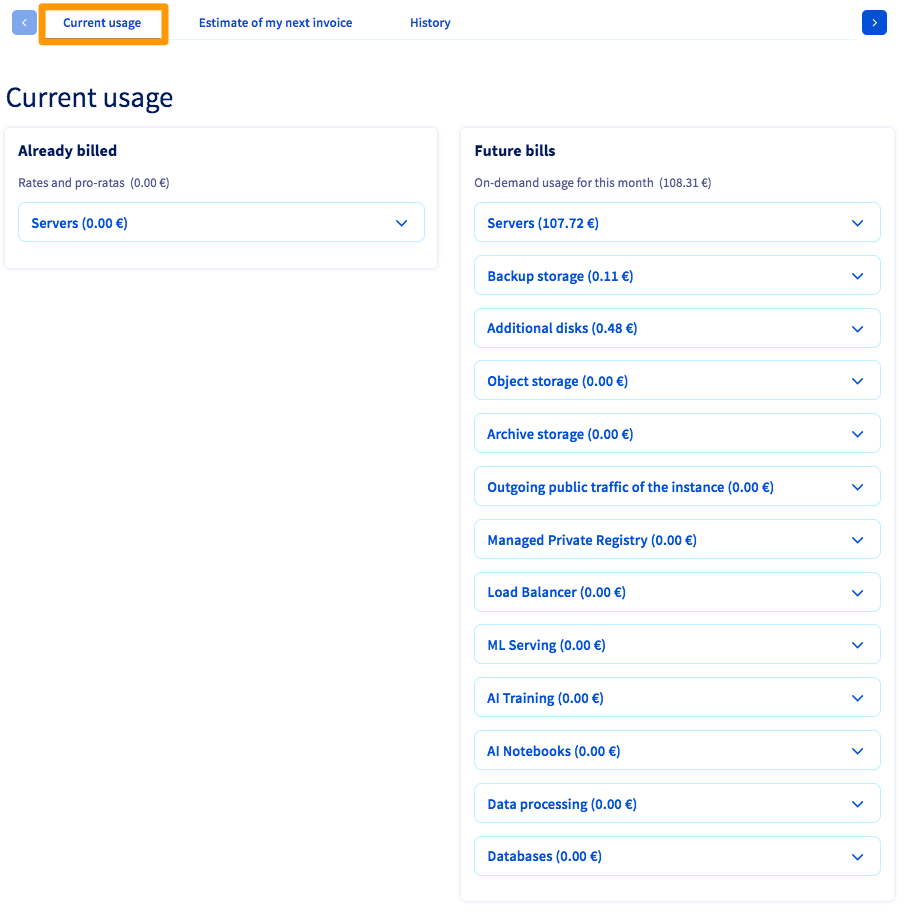 Current usage
Estimate of my next invoice
History
Current usage
Already billed
Rates and pro-ratas (0.00 €)
Servers (0.00 €)
Future bills
On-demand usage for this month (108.31 €)
Servers (107.72 €)
Backup storage (0.11 €)
Additional disks (0.48 €)
Object storage (0.00 €)
Archive storage (0.00 €)
Outgoing public traffic of the instance (0.00 €)
Managed Private Registry (0.00 €)
Load Balancer (0.00 €)
ML Serving (0.00 €)
AI Training (0.00 €)
AI Notebooks (0.00 €)
Data processing (0.00 €)
Databases (0.00 €)